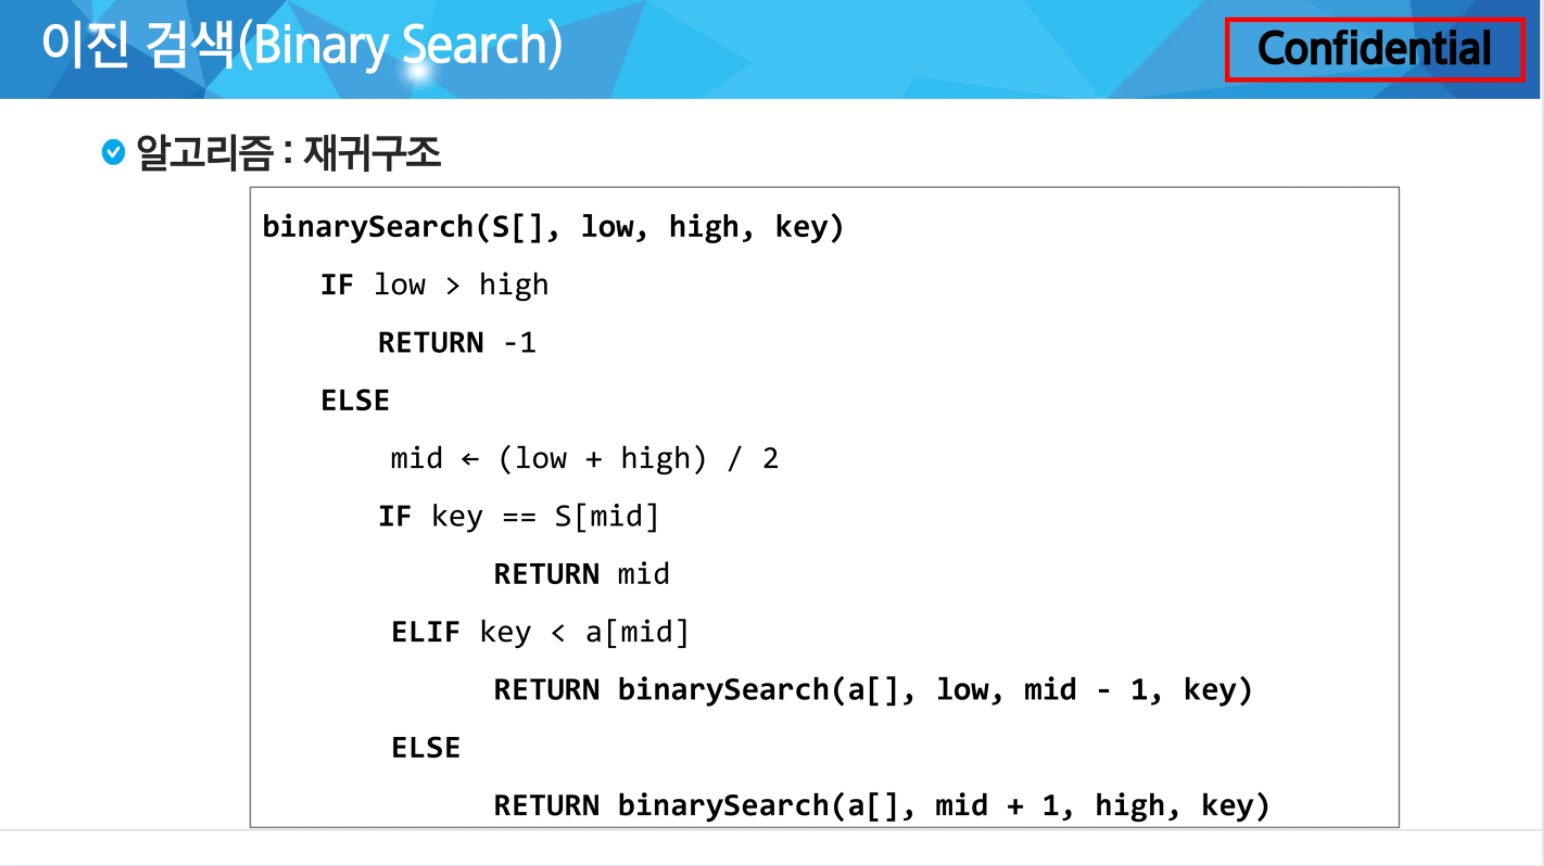 이진 검색(Binary Search)
Confidential
알고리즘 : 재귀구조
binarySearch(S[], low, high, key)
IF low > high
RETURN -1
ELSE
mid ← (low + high) / 2
IF key == S[mid]
RETURN mid
ELIF key < a[mid]
RETURN binarySearch(a[], low, mid - 1, key)
ELSE
RETURN binarySearch(a[], mid + 1, high, key)